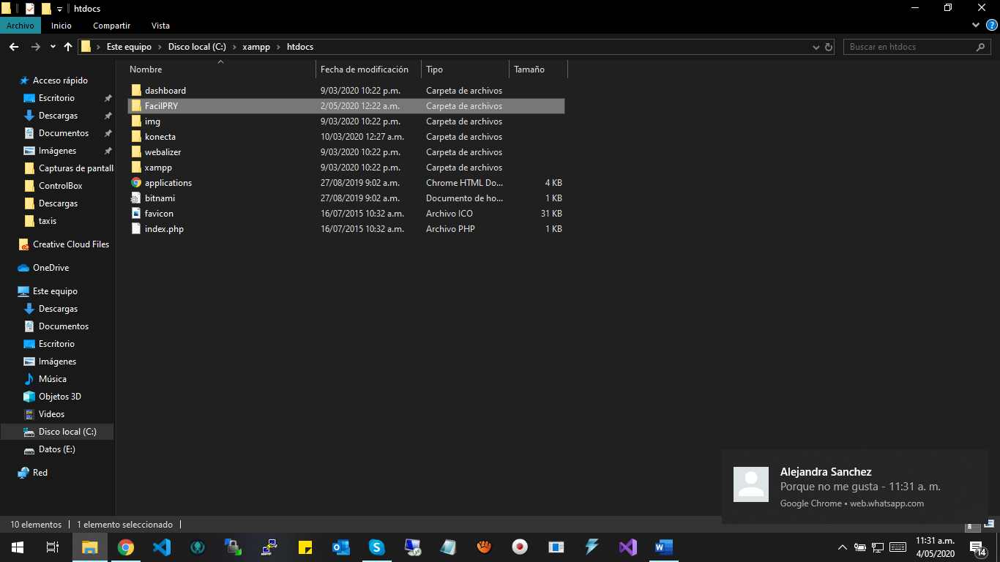 htdocs
Archivo Inicio Compartir Vista
Este equipo Disco local (C:) xampp htdocs
Buscar en htdocs
Acceso rápido
Escritorio
Descargas
Documentos
Imágenes
Capturas de pantall
ControlBox
Descargas
taxis
Creative Cloud Files
OneDrive
Este equipo
Descargas
Documentos
Escritorio
Imágenes
Música
Objetos 3D
Videos
Disco local (C:)
Datos (E:)
Red
Nombre Fecha de modificación Tipo Tamaño
dashboard 9/03/2020 10:22 p.m. Carpeta de archivos
FacilPRY 2/05/2020 12:22 a.m. Carpeta de archivos
img 9/03/2020 10:22 p.m. Carpeta de archivos
konecta 10/03/2020 12:27 a.m. Carpeta de archivos
webalizer 9/03/2020 10:22 p.m. Carpeta de archivos
xampp 9/03/2020 10:22 p.m. Carpeta de archivos
applications 27/08/2019 9:02 a.m. Chrome HTML Do... 4 KB
bitnami 27/08/2019 9:02 a.m. Documento de ho... 1 KB
favicon 16/07/2015 10:32 a.m. Archivo ICO 31 KB
index.php 16/07/2015 10:32 a.m. Archivo PHP 1 KB
Alejandra Sanchez
Porque no me gusta - 11:31 a. m.
Google Chrome • web.whatsapp.com
10 elementos 1 elemento seleccionado
11:31 a.m.
4/05/2020
14